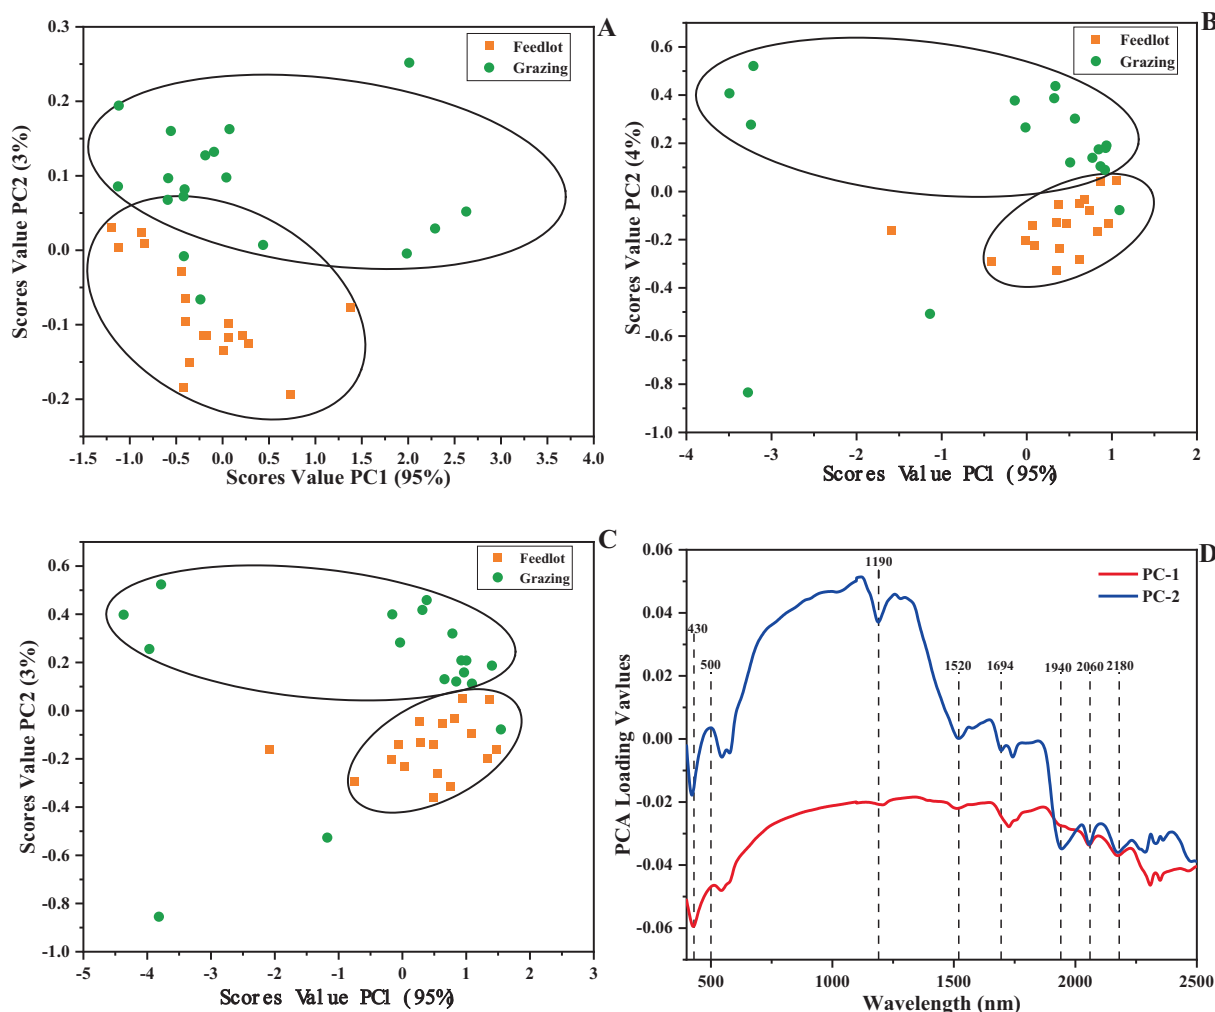 A
0.3
0.2
0.1
0.0
-0.1
-0.2
Scores Value PC2 (3%)
Feedlot
Grazing
-1.5 -1.0 -0.5 0.0 0.5 1.0 1.5 2.0 2.5 3.0 3.5 4.0
Scores Value PC1 (95%)
B
0.6
0.4
0.2
0.0
-0.2
-0.4
-0.6
-0.8
-1.0
Scores Value PC2 (4%)
Feedlot
Grazing
-4 -3 -2 -1 0 1 2
Scores Value PC1 (95%)
C
0.6
0.4
0.2
0.0
-0.2
-0.4
-0.6
-0.8
-1.0
Scores Value PC2 (3%)
Feedlot
Grazing
-5 -4 -3 -2 -1 0 1 2 3
Scores Value PC1 (95%)
D
0.06
0.04
0.02
0.00
-0.02
-0.04
-0.06
PCA Loading Vavlues
PC-1
PC-2
430
500
1190
1520
1694
1940
2060
2180
500 1000 1500 2000 2500
Wavelength (nm)